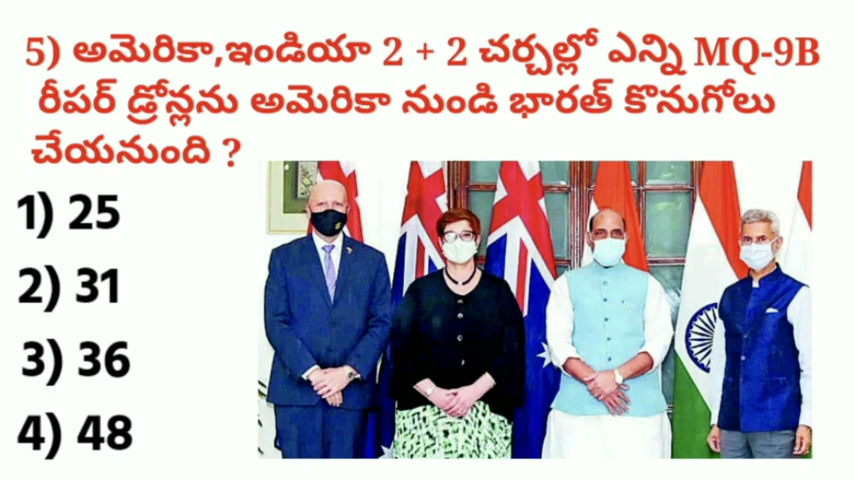 5) అమెరికా,ఇండియా 2 + 2 చర్చల్లో ఎన్ని MQ-9B
రీపర్ డ్రోన్లను అమెరికా నుండి భారత్ కొనుగోలు
చేయనుంది ?
1) 25
2) 31
3) 36
4) 48